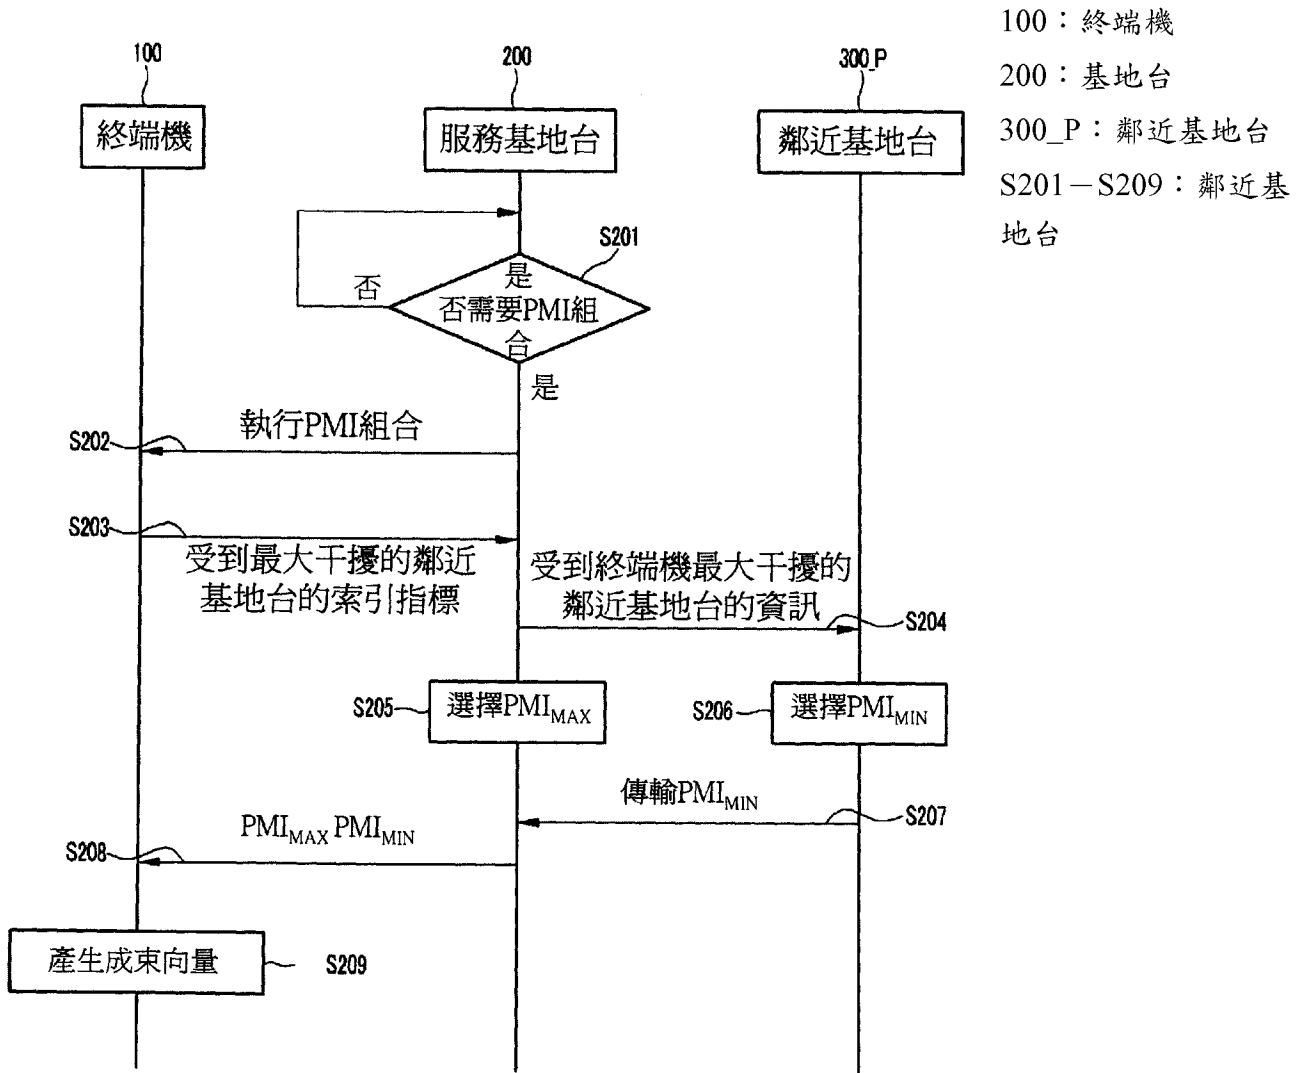 100
200
300_P
終端機
服務基地台
鄰近基地台
S201
是
否需要PMI組
合
否
是
執行PMI組合
S202
S203
受到最大干擾的鄰近
基地台的索引指標
受到終端機最大干擾的
鄰近基地台的資訊
S204
S205
選擇PMIMAX
S206
選擇PMIMIN
傳輸PMIMIN
S207
PMIMAX PMIMIN
S208
產生成束向量
S209
100：終端機
200：基地台
300_P：鄰近基地台
S201－S209：鄰近基
地台